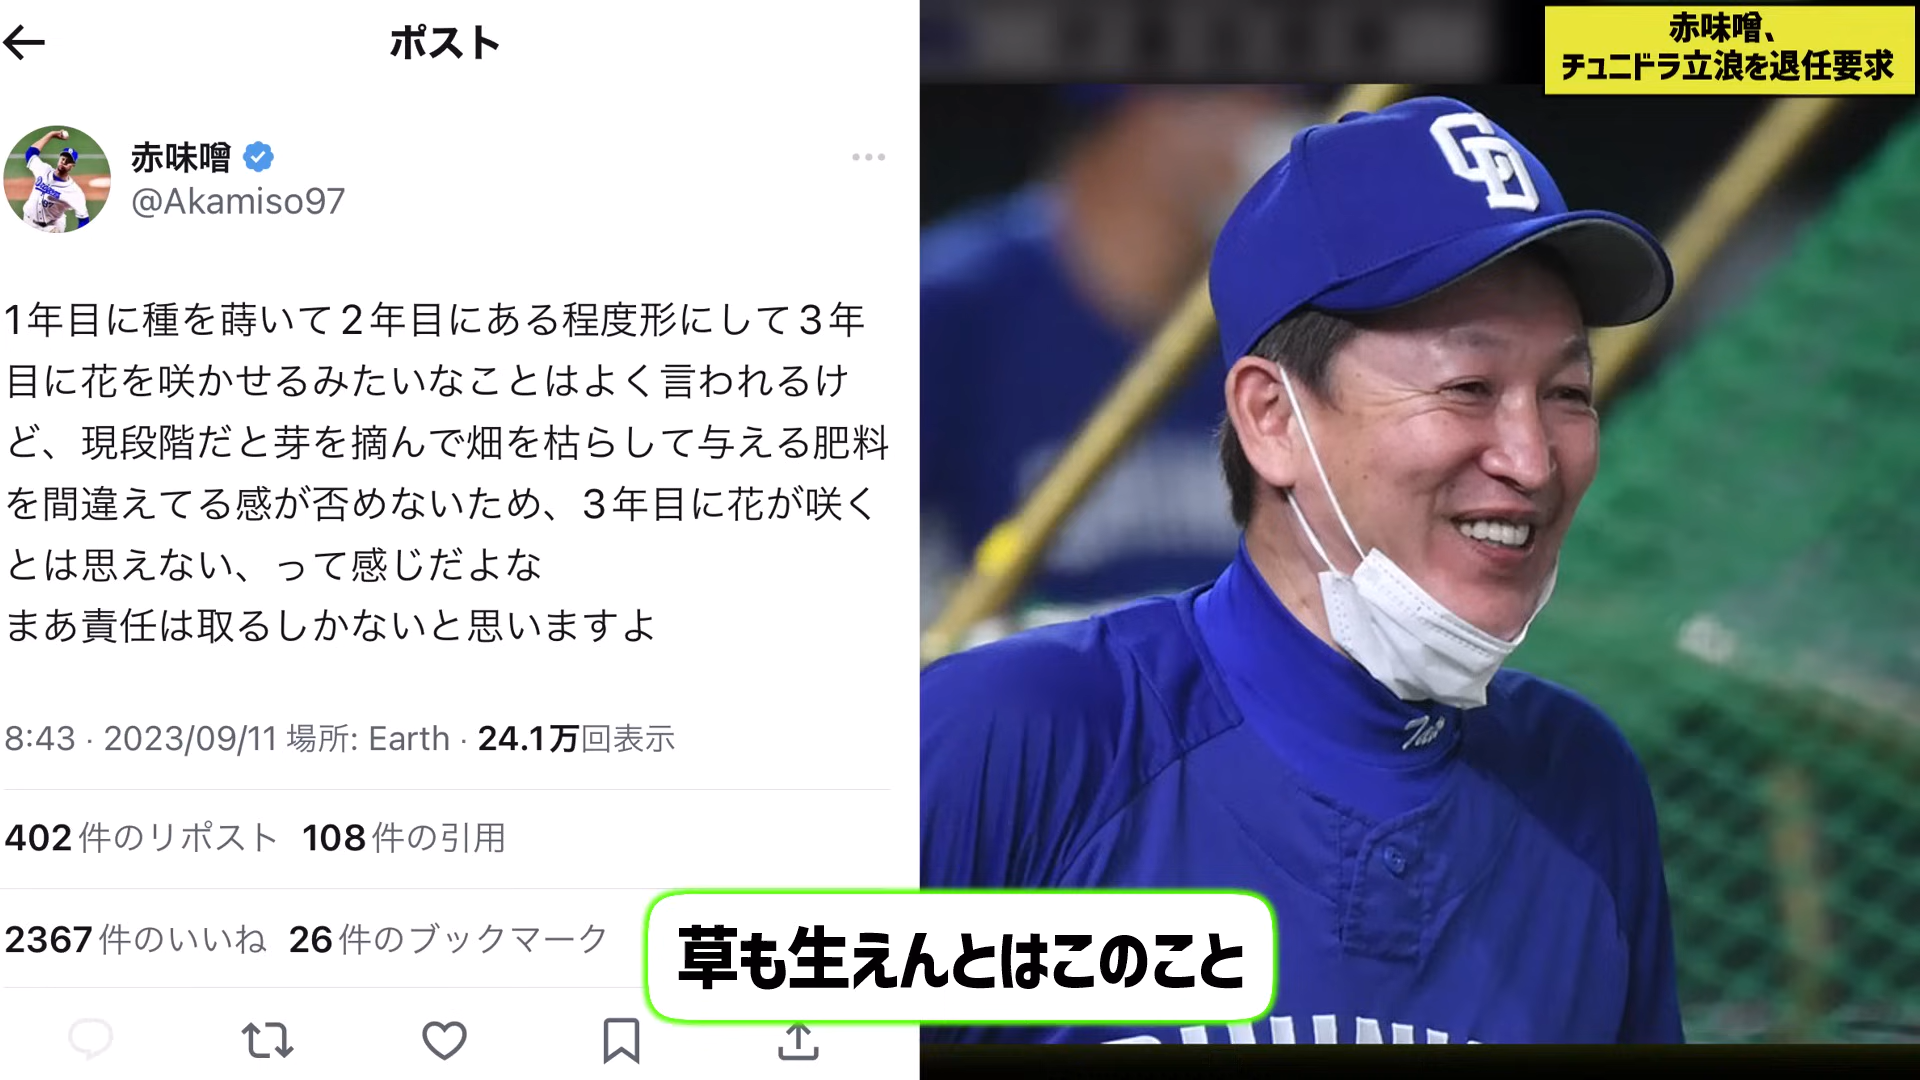 ポスト
赤味噌
@Akamiso97
1年目に種を蒔いて2年目にある程度形にして3年
目に花を咲かせるみたいなことはよく言われるけ
ど、現段階だと芽を摘んで畑を枯らして与える肥料
を間違えてる感が否めないため、3年目に花が咲く
とは思えない、って感じだよな
まあ責任は取るしかないと思いますよ
8:43 · 2023/09/11 場所: Earth · 24.1万回表示
402件のリポスト 108件の引用
2367件のいいね 26件のブックマーク
赤味噌、
チュニドラ立浪を退任要求
CD
草も生えんとはこのこと